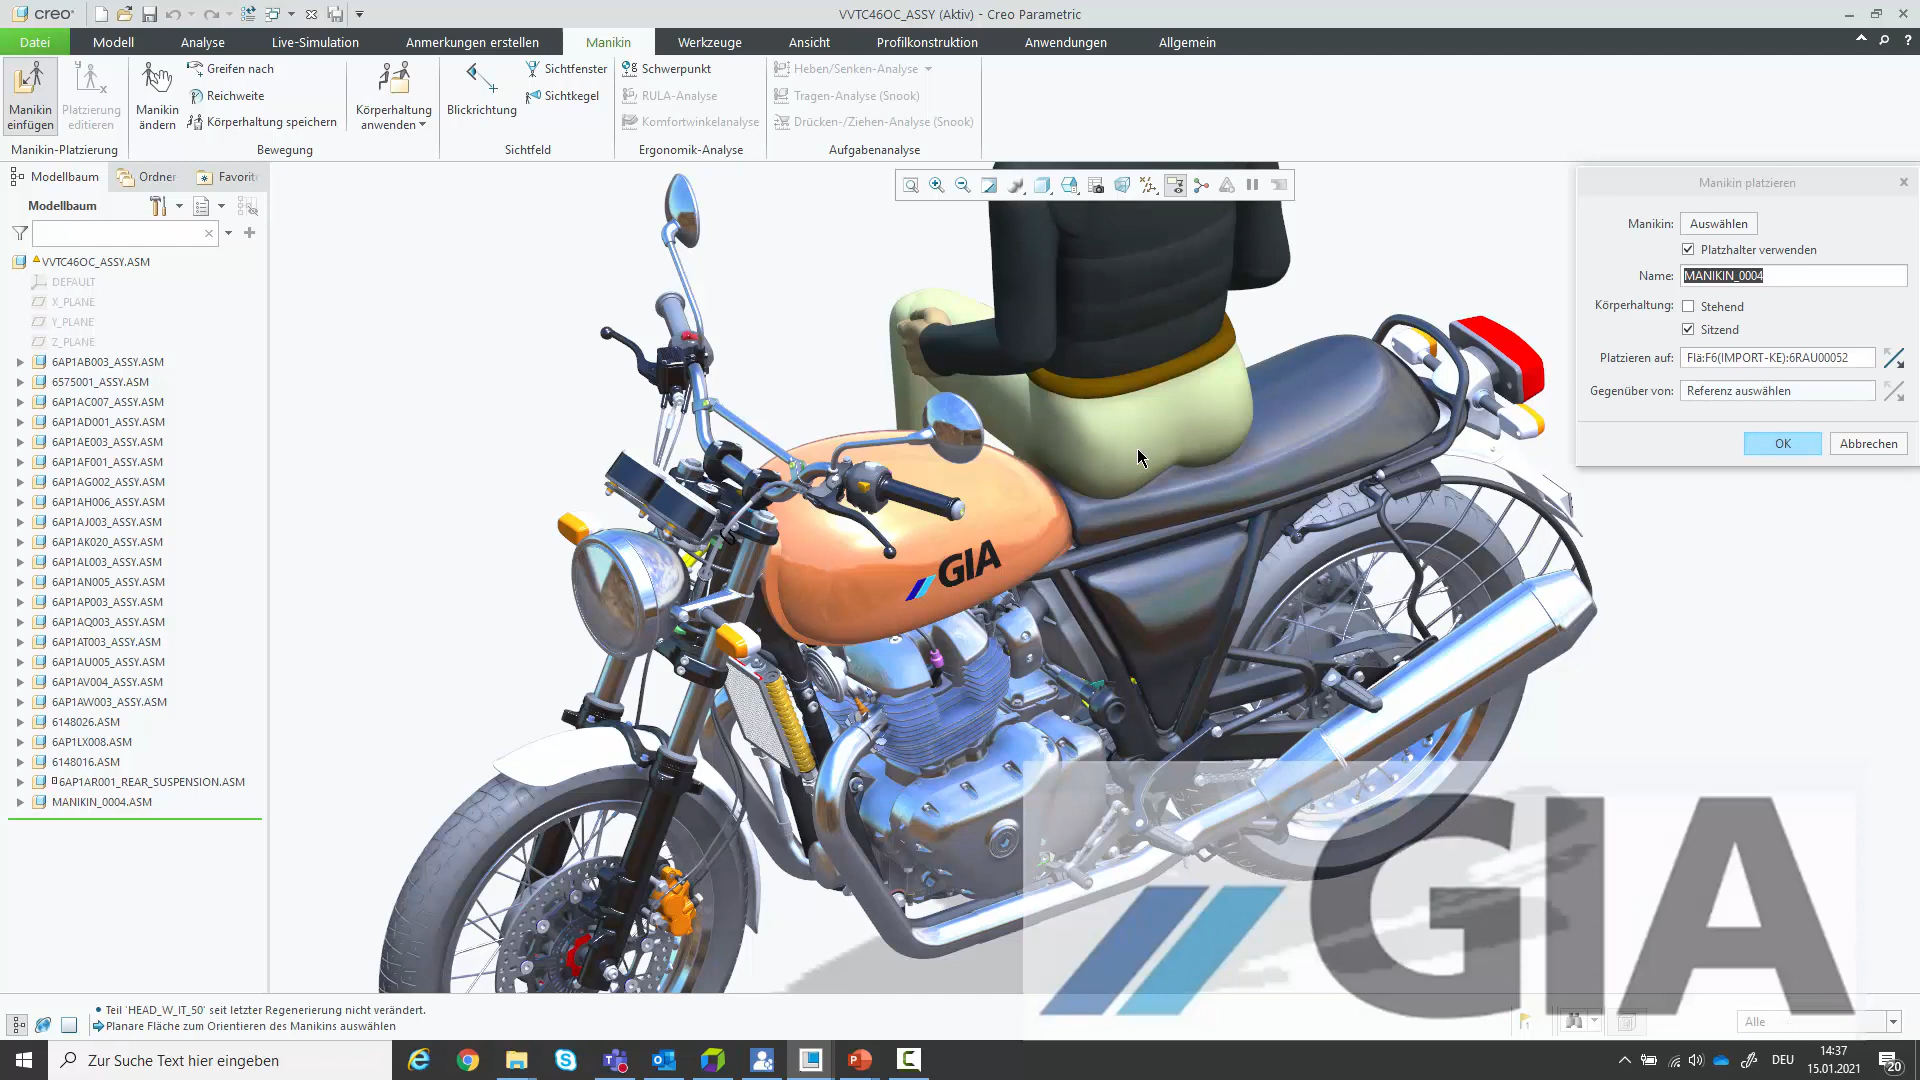 creo
VVTC46OC_ASSY (Aktiv) - Creo Parametric
Datei
Modell
Analyse
Live-Simulation
Anmerkungen erstellen
Manikin
Werkzeuge
Ansicht
Profilkonstruktion
Anwendungen
Allgemein
Manikin
einfügen
Platzierung
editieren
Manikin
ändern
Greifen nach
Reichweite
Körperhaltung speichern
Körperhaltung
anwenden
Blickrichtung
Sichtfenster
Sichtkegel
Schwerpunkt
RULA-Analyse
Komfortwinkelanalyse
Heben/Senken-Analyse
Tragen-Analyse (Snook)
Drücken-/Ziehen-Analyse (Snook)
Manikin-Platzierung
Bewegung
Sichtfeld
Ergonomik-Analyse
Aufgabenanalyse
Modellbaum
Ordner
Favorit
Modellbaum
VVTC46OC_ASSY.ASM
DEFAULT
X_PLANE
Y_PLANE
Z_PLANE
6AP1AB003_ASSY.ASM
6575001_ASSY.ASM
6AP1AC007_ASSY.ASM
6AP1AD001_ASSY.ASM
6AP1AE003_ASSY.ASM
6AP1AF001_ASSY.ASM
6AP1AG002_ASSY.ASM
6AP1AH006_ASSY.ASM
6AP1AJ003_ASSY.ASM
6AP1AK020_ASSY.ASM
6AP1AL003_ASSY.ASM
6AP1AN005_ASSY.ASM
6AP1AP003_ASSY.ASM
6AP1AQ003_ASSY.ASM
6AP1AT003_ASSY.ASM
6AP1AU005_ASSY.ASM
6AP1AV004_ASSY.ASM
6AP1AW003_ASSY.ASM
6148026.ASM
6AP1LX008.ASM
6148016.ASM
6AP1AR001_REAR_SUSPENSION.ASM
MANIKIN_0004.ASM
Manikin platzieren
Manikin: Auswählen
Platzhalter verwenden
Name: MANIKIN_0004
Körperhaltung: Stehend
Sitzend
Platzieren auf: Flä:F6(IMPORT-KE):6RAU00052
Gegenüber von: Referenz auswählen
OK
Abbrechen
GIA
GIA
Teil 'HEAD_W_IT_50' seit letzter Regenerierung nicht verändert.
Planare Fläche zum Orientieren des Manikins auswählen
Alle
Zur Suche Text hier eingeben
DEU
14:37
15.01.2021
20